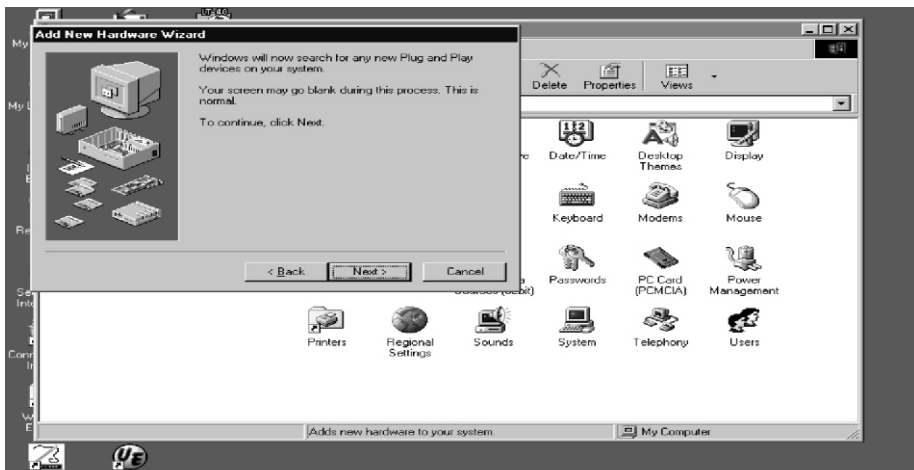 Add New Hardware Wizard
Windows will now search for any new Plug and Play
devices on your system.
Your screen may go blank during this process. This is
normal.
To continue, click Next.
< Back
Next >
Cancel
Delete
Properties
Views
Date/Time
Desktop
Themes
Display
Keyboard
Modems
Mouse
Passwords
PC Card
(PCMCIA)
Power
Management
Printers
Regional
Settings
Sounds
System
Telephony
Users
Adds new hardware to your system.
My Computer